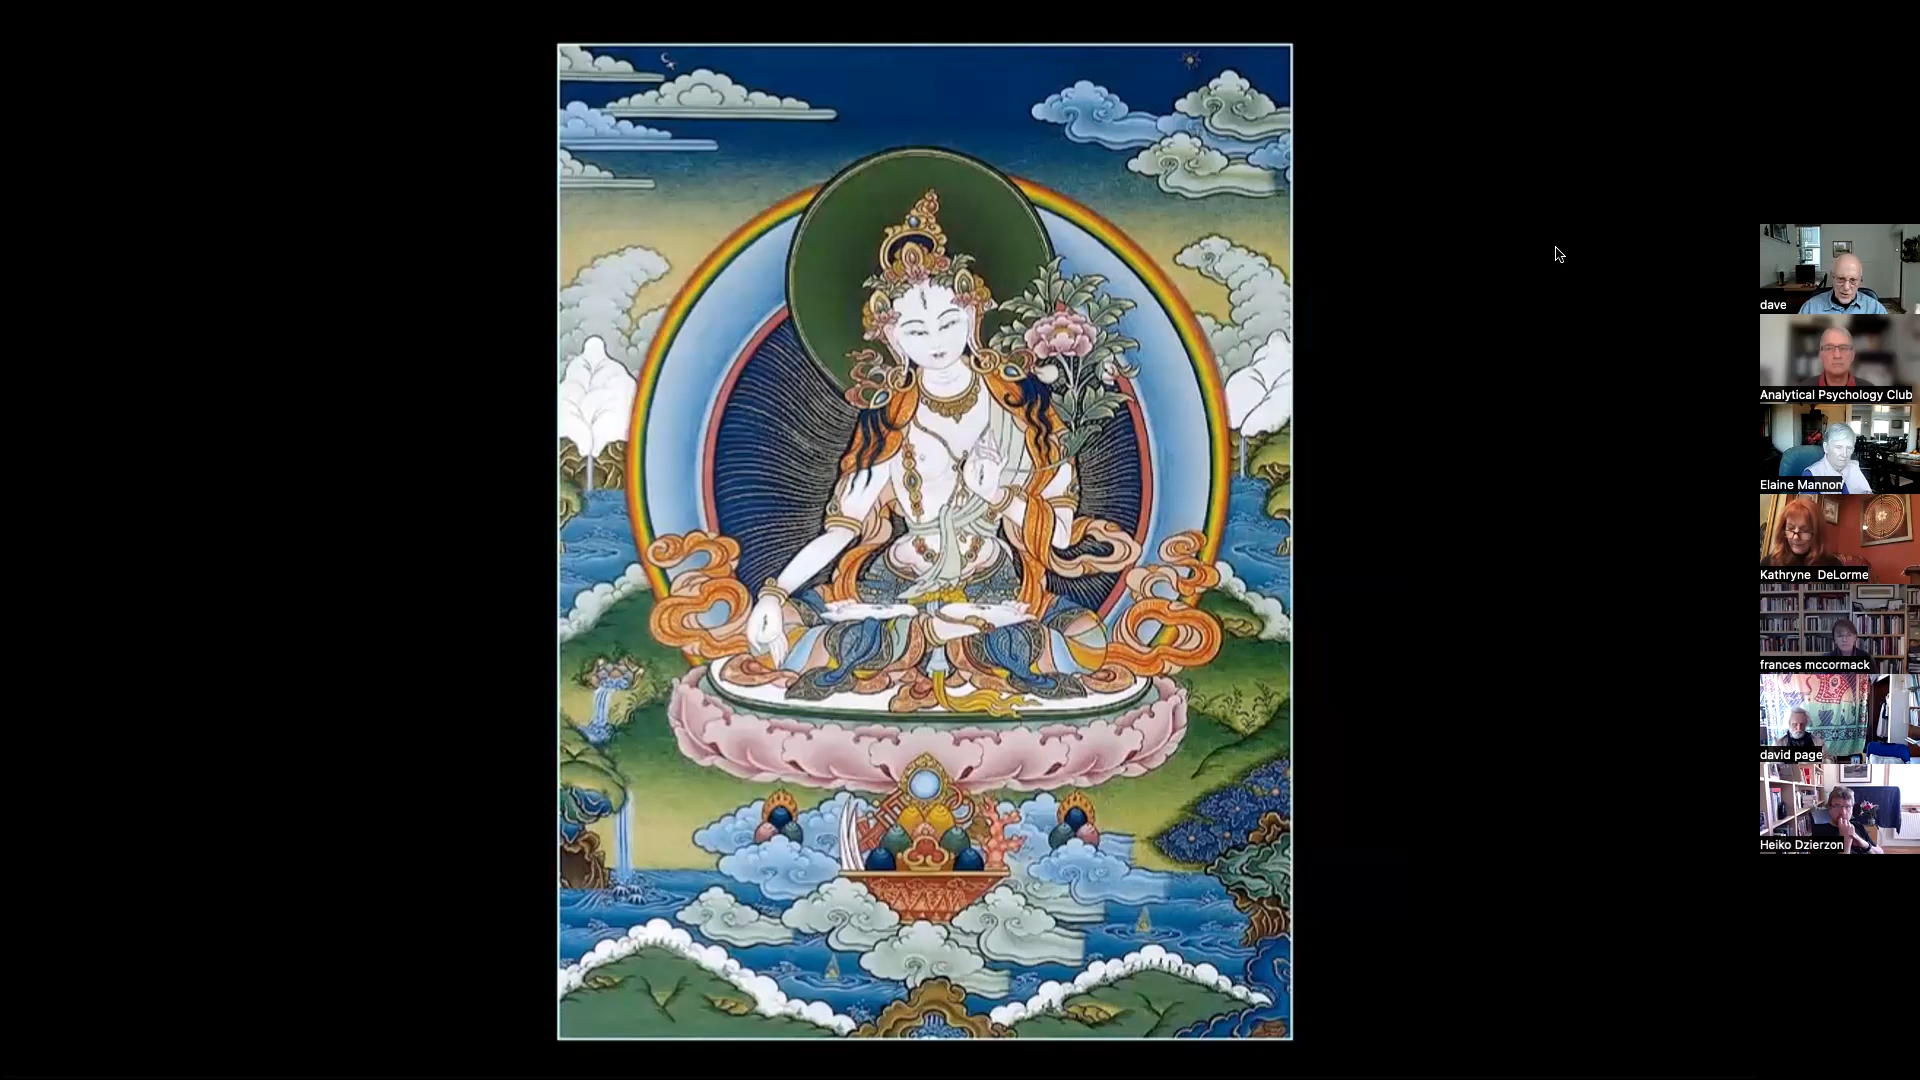 dave
Analytical Psychology Club
Elaine Mannon
Kathryne DeLorme
frances mccormack
david page
Heiko Dzierzon